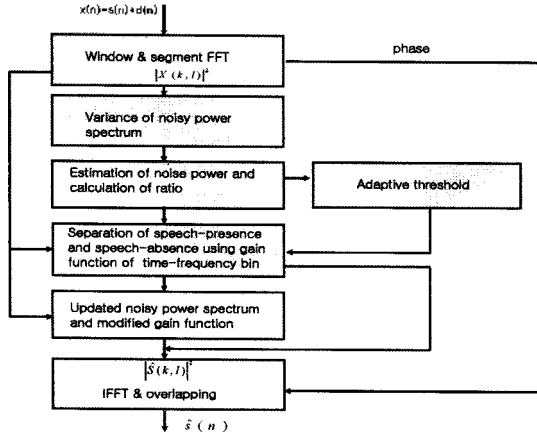 x(n)=s(n)+d(n)
Window & segment FFT
|X(k,l)|²
phase
Variance of noisy power
spectrum
Estimation of noise power and
calculation of ratio
Adaptive threshold
Separation of speech-presence
and speech-absence using gain
function of time-frequency bin
Updated noisy power spectrum
and modified gain function
|Ŝ(k,l)|²
IFFT & overlapping
ŝ(n)